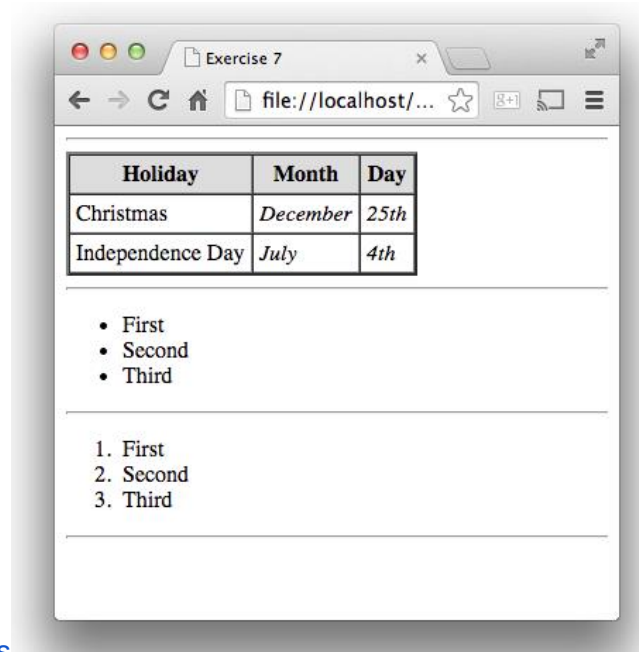 Exercise 7
file://localhost/...
g+1
Holiday Month Day
Christmas December 25th
Independence Day July 4th
• First
• Second
• Third
1. First
2. Second
3. Third
s